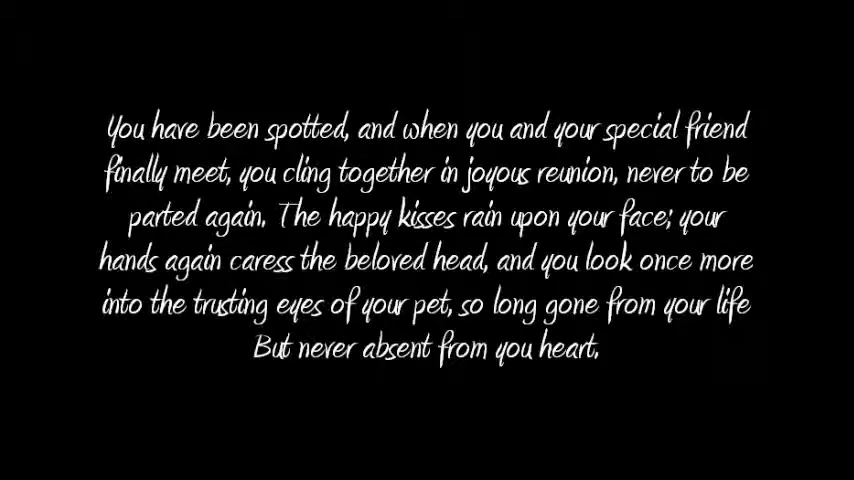 You have been spotted, and when you and your special friend
finally meet, you cling together in joyous reunion, never to be
parted again. The happy kisses rain upon your face; your
hands again caress the beloved head, and you look once more
into the trusting eyes of your pet, so long gone from your life
But never absent from you heart.